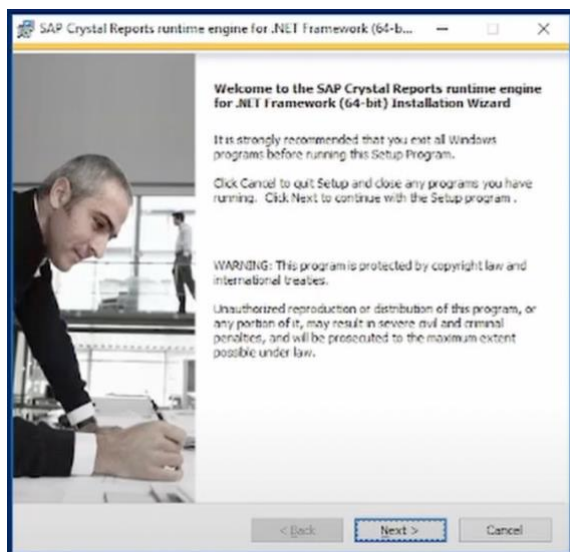 SAP Crystal Reports runtime engine for .NET Framework (64-b...
Welcome to the SAP Crystal Reports runtime engine
for .NET Framework (64-bit) Installation Wizard
It is strongly recommended that you exit all Windows
programs before running this Setup Program.
Click Cancel to quit Setup and close any programs you have
running. Click Next to continue with the Setup program .
WARNING: This program is protected by copyright law and
international treaties.
Unauthorized reproduction or distribution of this program, or
any portion of it, may result in severe civil and criminal
penalties, and will be prosecuted to the maximum extent
possible under law.
< Back Next > Cancel